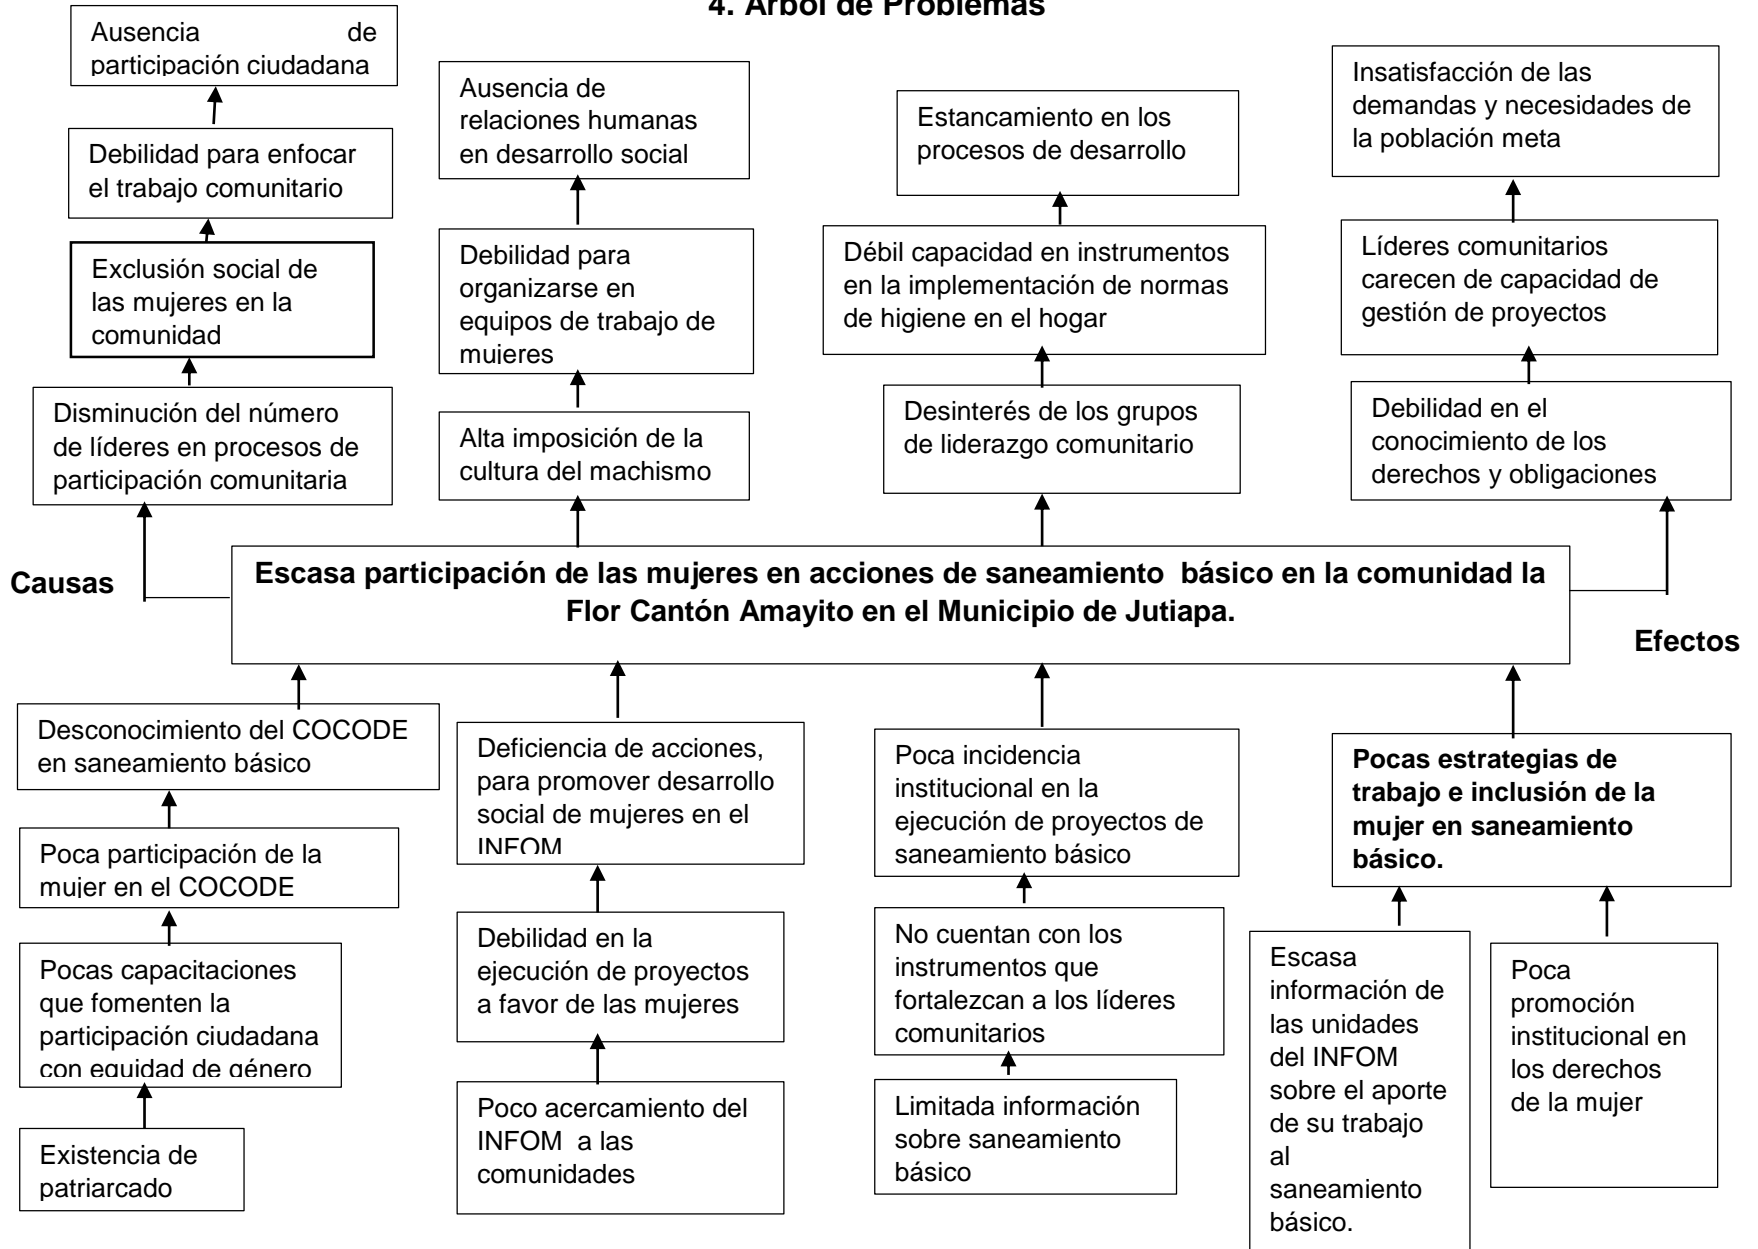 4. Árbol de Problemas
Ausencia de
participación ciudadana
Debilidad para enfocar
el trabajo comunitario
Exclusión social de
las mujeres en la
comunidad
Disminución del número
de líderes en procesos de
participación comunitaria
Ausencia de
relaciones humanas
en desarrollo social
Debilidad para
organizarse en
equipos de trabajo de
mujeres
Alta imposición de la
cultura del machismo
Estancamiento en los
procesos de desarrollo
Débil capacidad en instrumentos
en la implementación de normas
de higiene en el hogar
Desinterés de los grupos
de liderazgo comunitario
Insatisfacción de las
demandas y necesidades de
la población meta
Líderes comunitarios
carecen de capacidad de
gestión de proyectos
Debilidad en el
conocimiento de los
derechos y obligaciones
Causas
Escasa participación de las mujeres en acciones de saneamiento básico en la comunidad la
Flor Cantón Amayito en el Municipio de Jutiapa.
Efectos
Desconocimiento del COCODE
en saneamiento básico
Poca participación de la
mujer en el COCODE
Pocas capacitaciones
que fomenten la
participación ciudadana
con equidad de género
Existencia de
patriarcado
Deficiencia de acciones,
para promover desarrollo
social de mujeres en el
INFOM
Debilidad en la
ejecución de proyectos
a favor de las mujeres
Poco acercamiento del
INFOM a las
comunidades
Poca incidencia
institucional en la
ejecución de proyectos de
saneamiento básico
No cuentan con los
instrumentos que
fortalezcan a los líderes
comunitarios
Limitada información
sobre saneamiento
básico
Pocas estrategias de
trabajo e inclusión de la
mujer en saneamiento
básico.
Escasa
información de
las unidades
del INFOM
sobre el aporte
de su trabajo
al
saneamiento
básico.
Poca
promoción
institucional en
los derechos
de la mujer